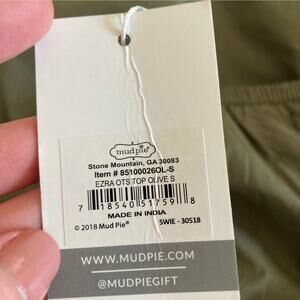 mudpie
Stone Mountain, GA 30083
Item # 85100026OL-S
EZRA OTS TOP OLIVE S
7 18540 51759 8
MADE IN INDIA
© 2018 Mud Pie® SWIE - 30518
WWW.MUDPIE.COM
@MUDPIEGIFT